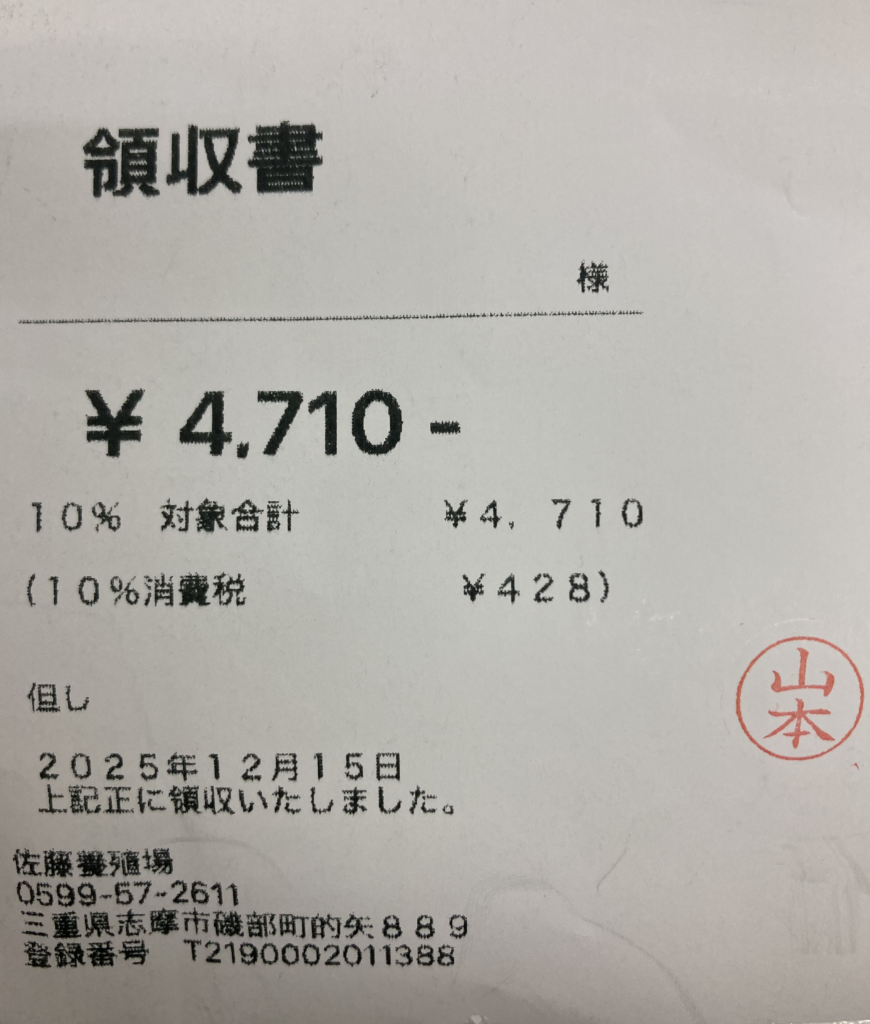 領収書
様
¥ 4,710 -
10% 対象合計 ¥4, 710
(10%消費税 ¥428)
山本
但し
2025年12月15日
上記正に領収いたしました。
佐藤養殖場
0599-57-2611
三重県志摩市磯部町的矢889
登録番号 T2190002011388